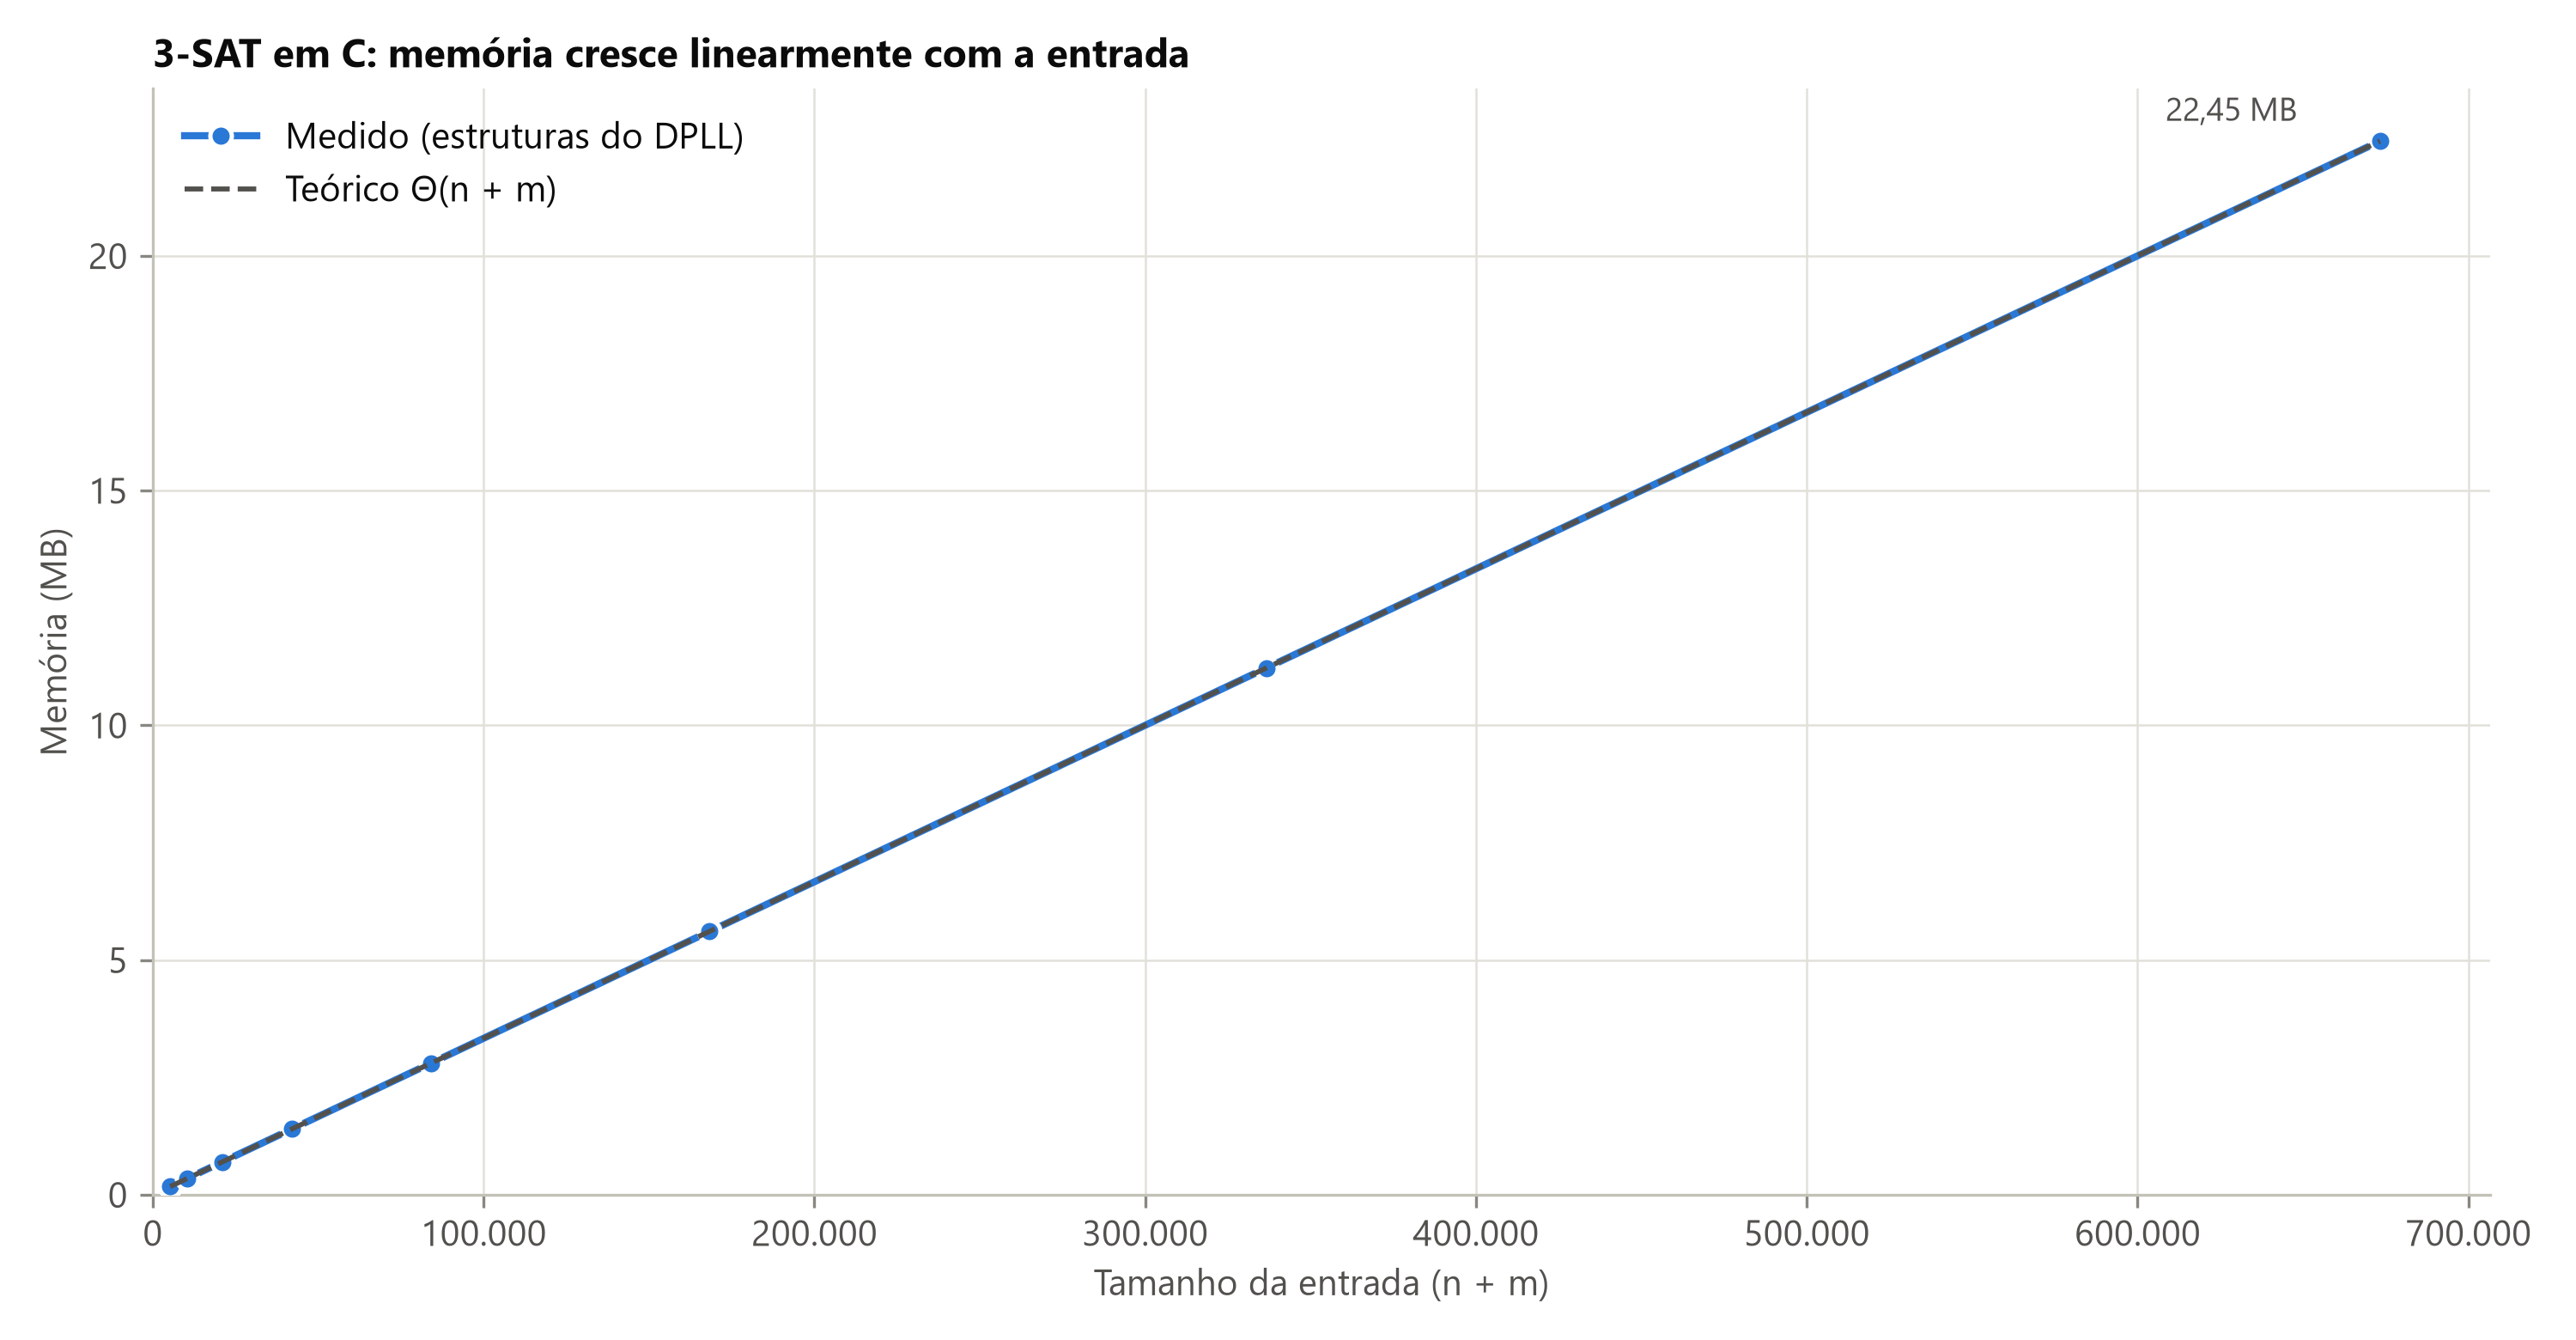 3-SAT em C: memória cresce linearmente com a entrada
22,45 MB
Medido (estruturas do DPLL)
Teórico Θ(n + m)
20
15
10
5
0
Memória (MB)
0 100.000 200.000 300.000 400.000 500.000 600.000 700.000
Tamanho da entrada (n + m)